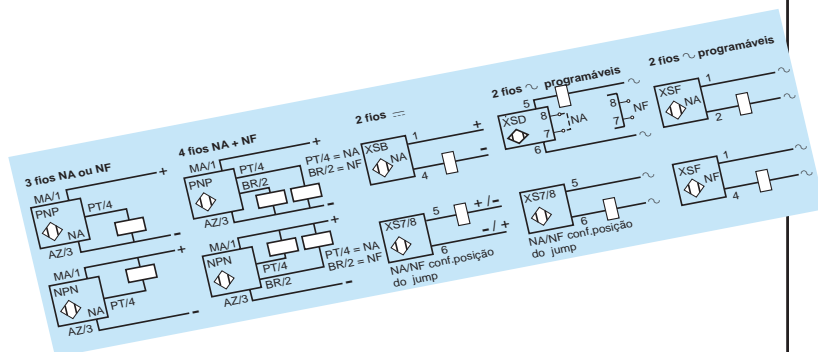 3 fios NA ou NF
MA/1
+
PNP
PT/4
NA
AZ/3
-
MA/1
+
NPN
NA
PT/4
AZ/3
-
4 fios NA + NF
MA/1
+
PNP
PT/4
BR/2
PT/4 = NA
BR/2 = NF
AZ/3
-
MA/1
+
NPN
PT/4
BR/2
PT/4 = NA
BR/2 = NF
AZ/3
-
2 fios ⎓
XSB
1
+
NA
4
-
XS7/8
5
+ / -
6
- / +
NA/NF conf.posição
do jump
2 fios ∿ programáveis
5
∿
XSD
8
7
NA
8
7
NF
6
∿
XS7/8
5
∿
6
∿
NA/NF conf.posição
do jump
2 fios ∿ programáveis
XSF
1
∿
NA
2
∿
XSF
1
∿
NF
4
∿